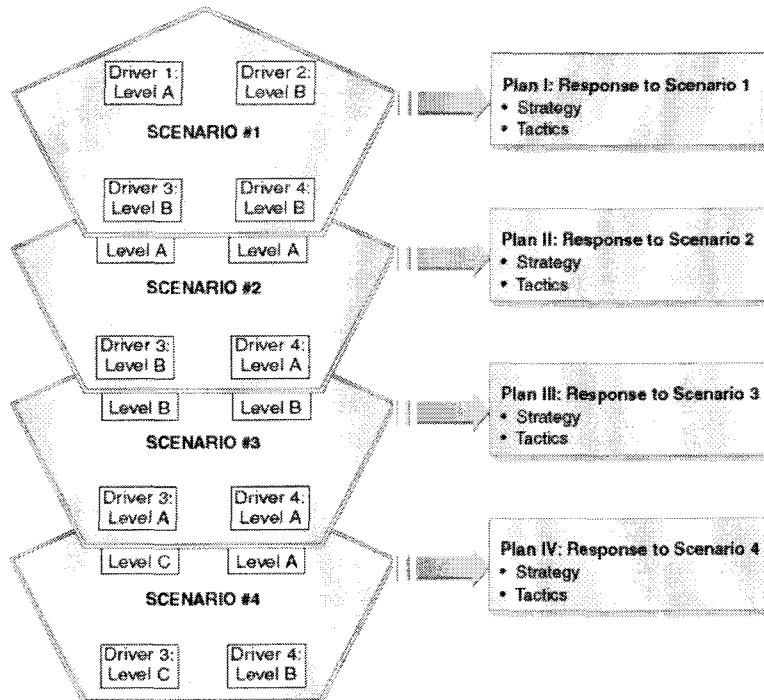 Driver 1:
Level A
Driver 2:
Level B
SCENARIO #1
Driver 3:
Level B
Driver 4:
Level B
Plan I: Response to Scenario 1
• Strategy
• Tactics
Level A
Level A
SCENARIO #2
Driver 3:
Level B
Driver 4:
Level A
Plan II: Response to Scenario 2
• Strategy
• Tactics
Level B
Level B
SCENARIO #3
Driver 3:
Level A
Driver 4:
Level A
Plan III: Response to Scenario 3
• Strategy
• Tactics
Level C
Level A
SCENARIO #4
Driver 3:
Level C
Driver 4:
Level B
Plan IV: Response to Scenario 4
• Strategy
• Tactics